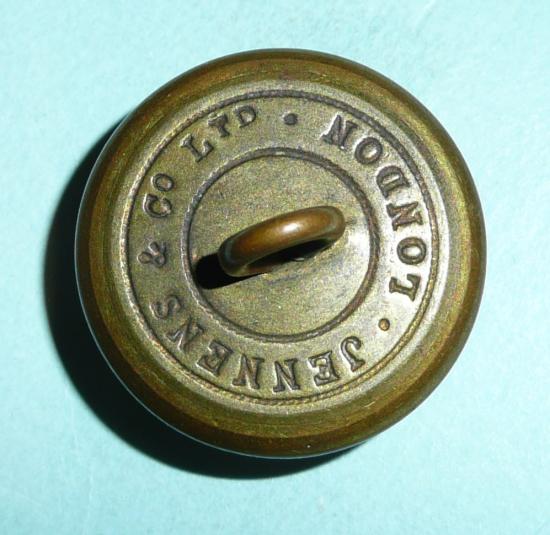 JENNENS & CO LTD · LONDON ·